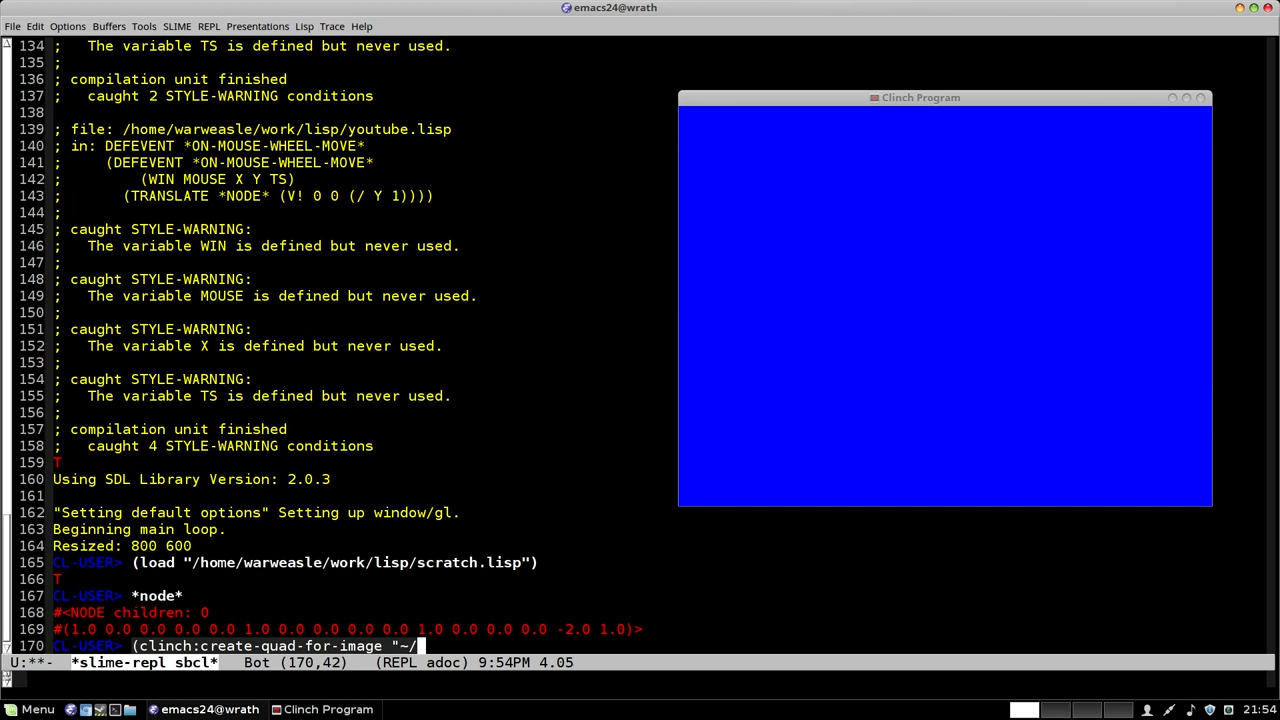 emacs24@wrath
File Edit Options Buffers Tools SLIME REPL Presentations Lisp Trace Help
134 ;   The variable TS is defined but never used.
135 ;
136 ; compilation unit finished
137 ;   caught 2 STYLE-WARNING conditions
138
139 ; file: /home/warweasle/work/lisp/youtube.lisp
140 ; in: DEFEVENT *ON-MOUSE-WHEEL-MOVE*
141 ;     (DEFEVENT *ON-MOUSE-WHEEL-MOVE*
142 ;         (WIN MOUSE X Y TS)
143 ;       (TRANSLATE *NODE* (V! 0 0 (/ Y 1))))
144 ;
145 ; caught STYLE-WARNING:
146 ;   The variable WIN is defined but never used.
147 ;
148 ; caught STYLE-WARNING:
149 ;   The variable MOUSE is defined but never used.
150 ;
151 ; caught STYLE-WARNING:
152 ;   The variable X is defined but never used.
153 ;
154 ; caught STYLE-WARNING:
155 ;   The variable TS is defined but never used.
156 ;
157 ; compilation unit finished
158 ;   caught 4 STYLE-WARNING conditions
159 T
160 Using SDL Library Version: 2.0.3
161
162 "Setting default options" Setting up window/gl.
163 Beginning main loop.
164 Resized: 800 600
165 CL-USER> (load "/home/warweasle/work/lisp/scratch.lisp")
166 T
167 CL-USER> *node*
168 #<NODE children: 0
169 #(1.0 0.0 0.0 0.0 0.0 1.0 0.0 0.0 0.0 0.0 1.0 0.0 0.0 0.0 -2.0 1.0)>
170 CL-USER> (clinch:create-quad-for-image "~/
Clinch Program
U:**-  *slime-repl sbcl*   Bot (170,42)   (REPL adoc) 9:54PM 4.05
Menu emacs24@wrath Clinch Program 21:54